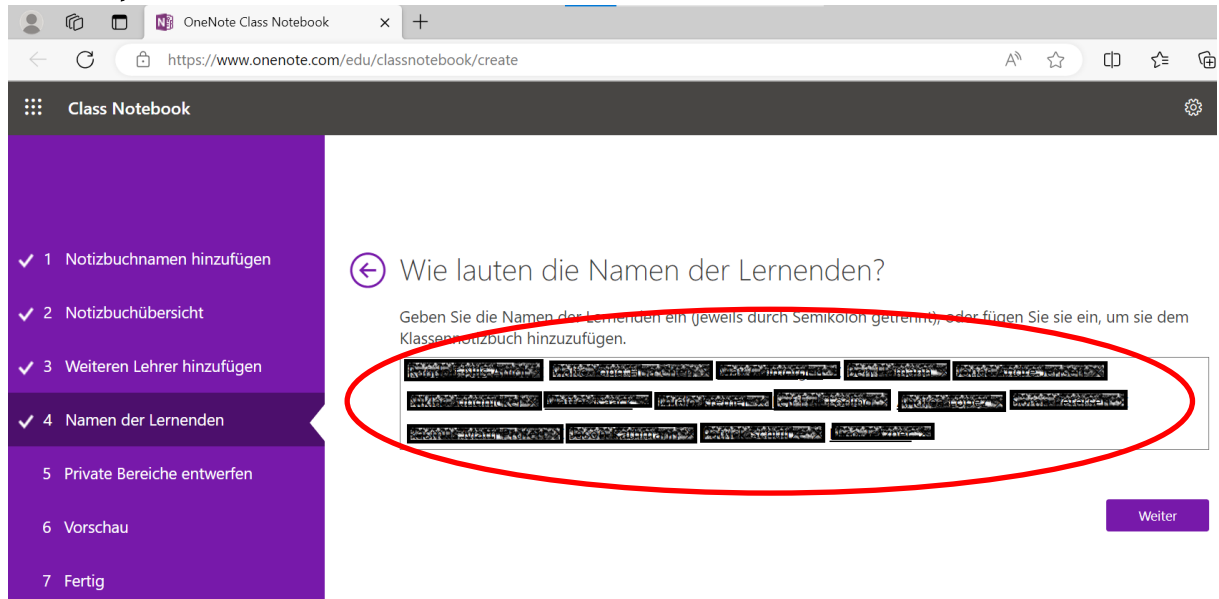 OneNote Class Notebook
https://www.onenote.com/edu/classnotebook/create
Class Notebook
1 Notizbuchnamen hinzufügen
2 Notizbuchübersicht
3 Weiteren Lehrer hinzufügen
4 Namen der Lernenden
5 Private Bereiche entwerfen
6 Vorschau
7 Fertig
Wie lauten die Namen der Lernenden?
Geben Sie die Namen der Lernenden ein (jeweils durch Semikolon getrennt), oder fügen Sie sie ein, um sie dem
Klassennotizbuch hinzuzufügen.
Weiter